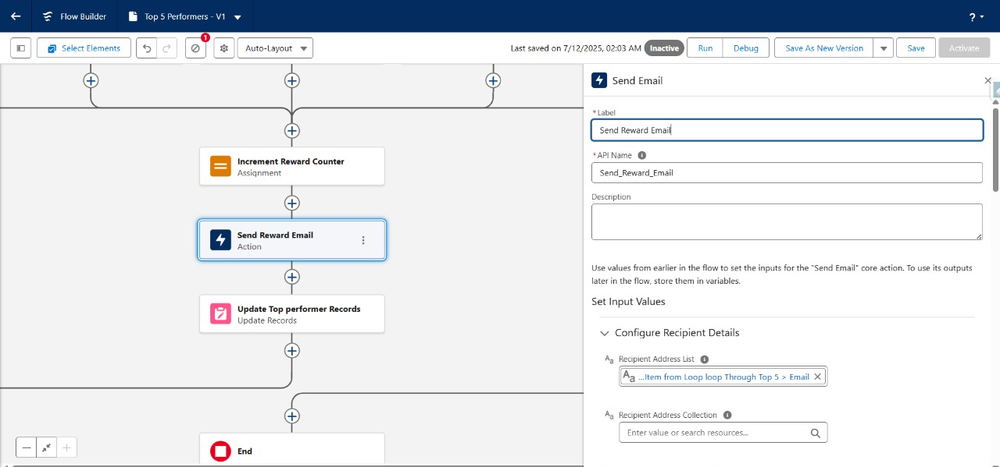 Flow Builder
Top 5 Performers - V1
?
Select Elements
1
Auto-Layout
Last saved on 7/12/2025, 02:03 AM
Inactive
Run
Debug
Save As New Version
Save
Activate
Increment Reward Counter
Assignment
Send Reward Email
Action
Update Top performer Records
Update Records
End
Send Email
* Label
Send Reward Email
* API Name
Send_Reward_Email
Description
Use values from earlier in the flow to set the inputs for the "Send Email" core action. To use its outputs
later in the flow, store them in variables.
Set Input Values
Configure Recipient Details
Aa Recipient Address List
Aa ...Item from Loop loop Through Top 5 > Email
Aa Recipient Address Collection
Enter value or search resources...